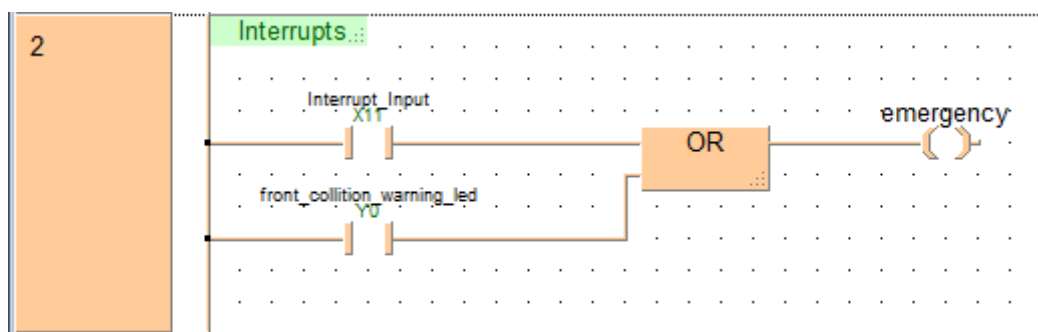 2
Interrupts
Interrupt_Input
X11
emergency
OR
front_collition_warning_led
Y0